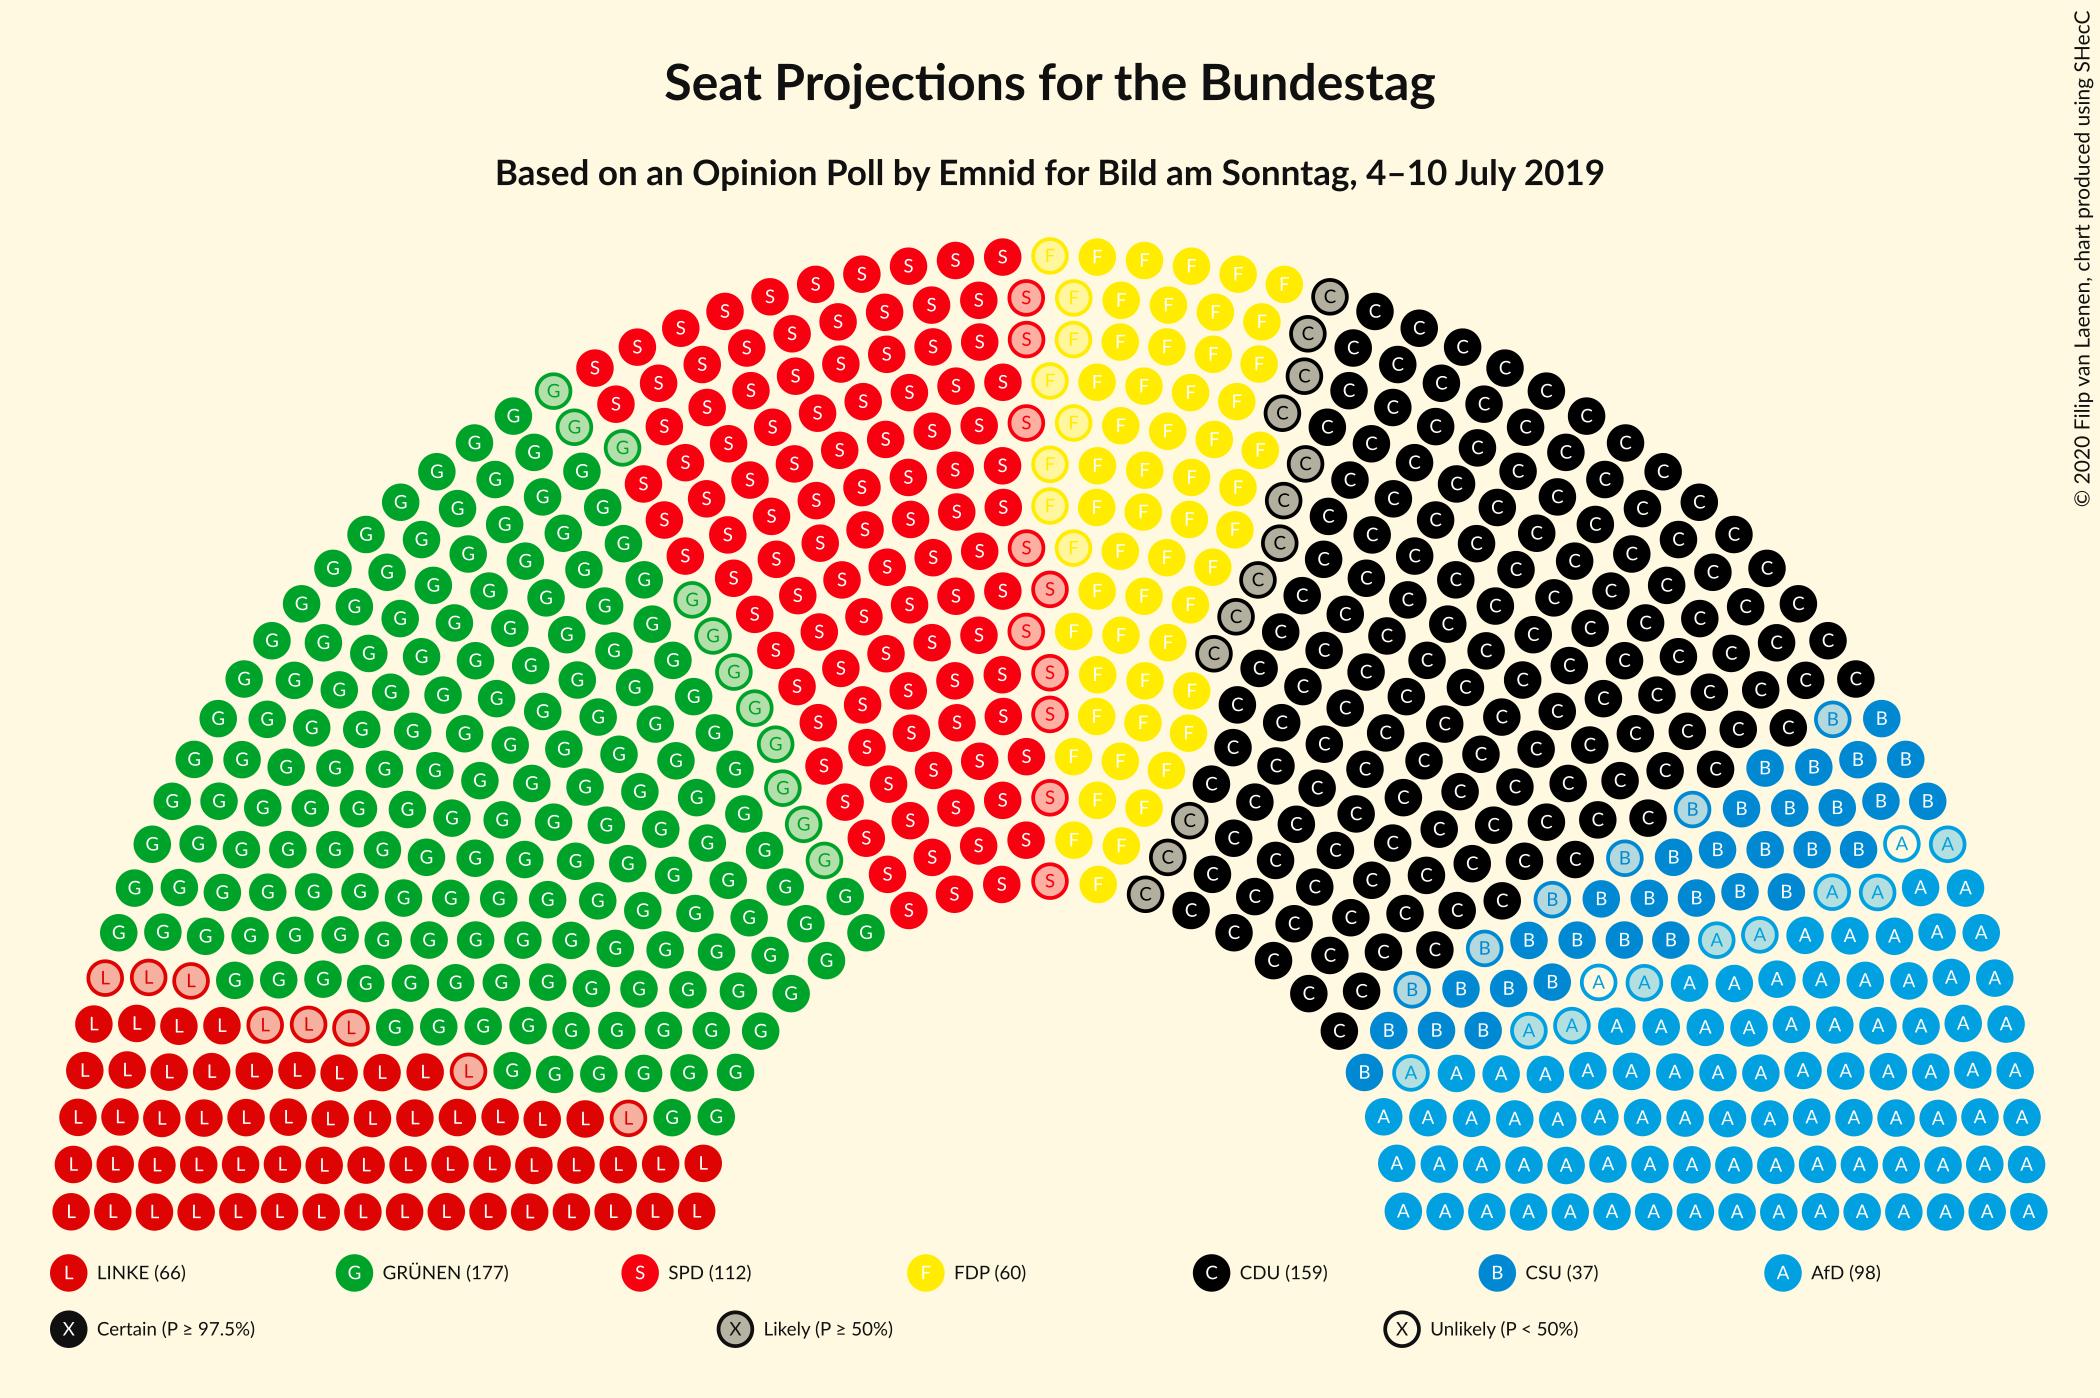 Seat Projections for the Bundestag
Based on an Opinion Poll by Emnid for Bild am Sonntag, 4–10 July 2019
© 2020 Filip van Laenen, chart produced using SHecC
L LINKE (66) G GRÜNEN (177) S SPD (112) F FDP (60) C CDU (159) B CSU (37) A AfD (98)
X Certain (P ≥ 97.5%) X Likely (P ≥ 50%) X Unlikely (P < 50%)